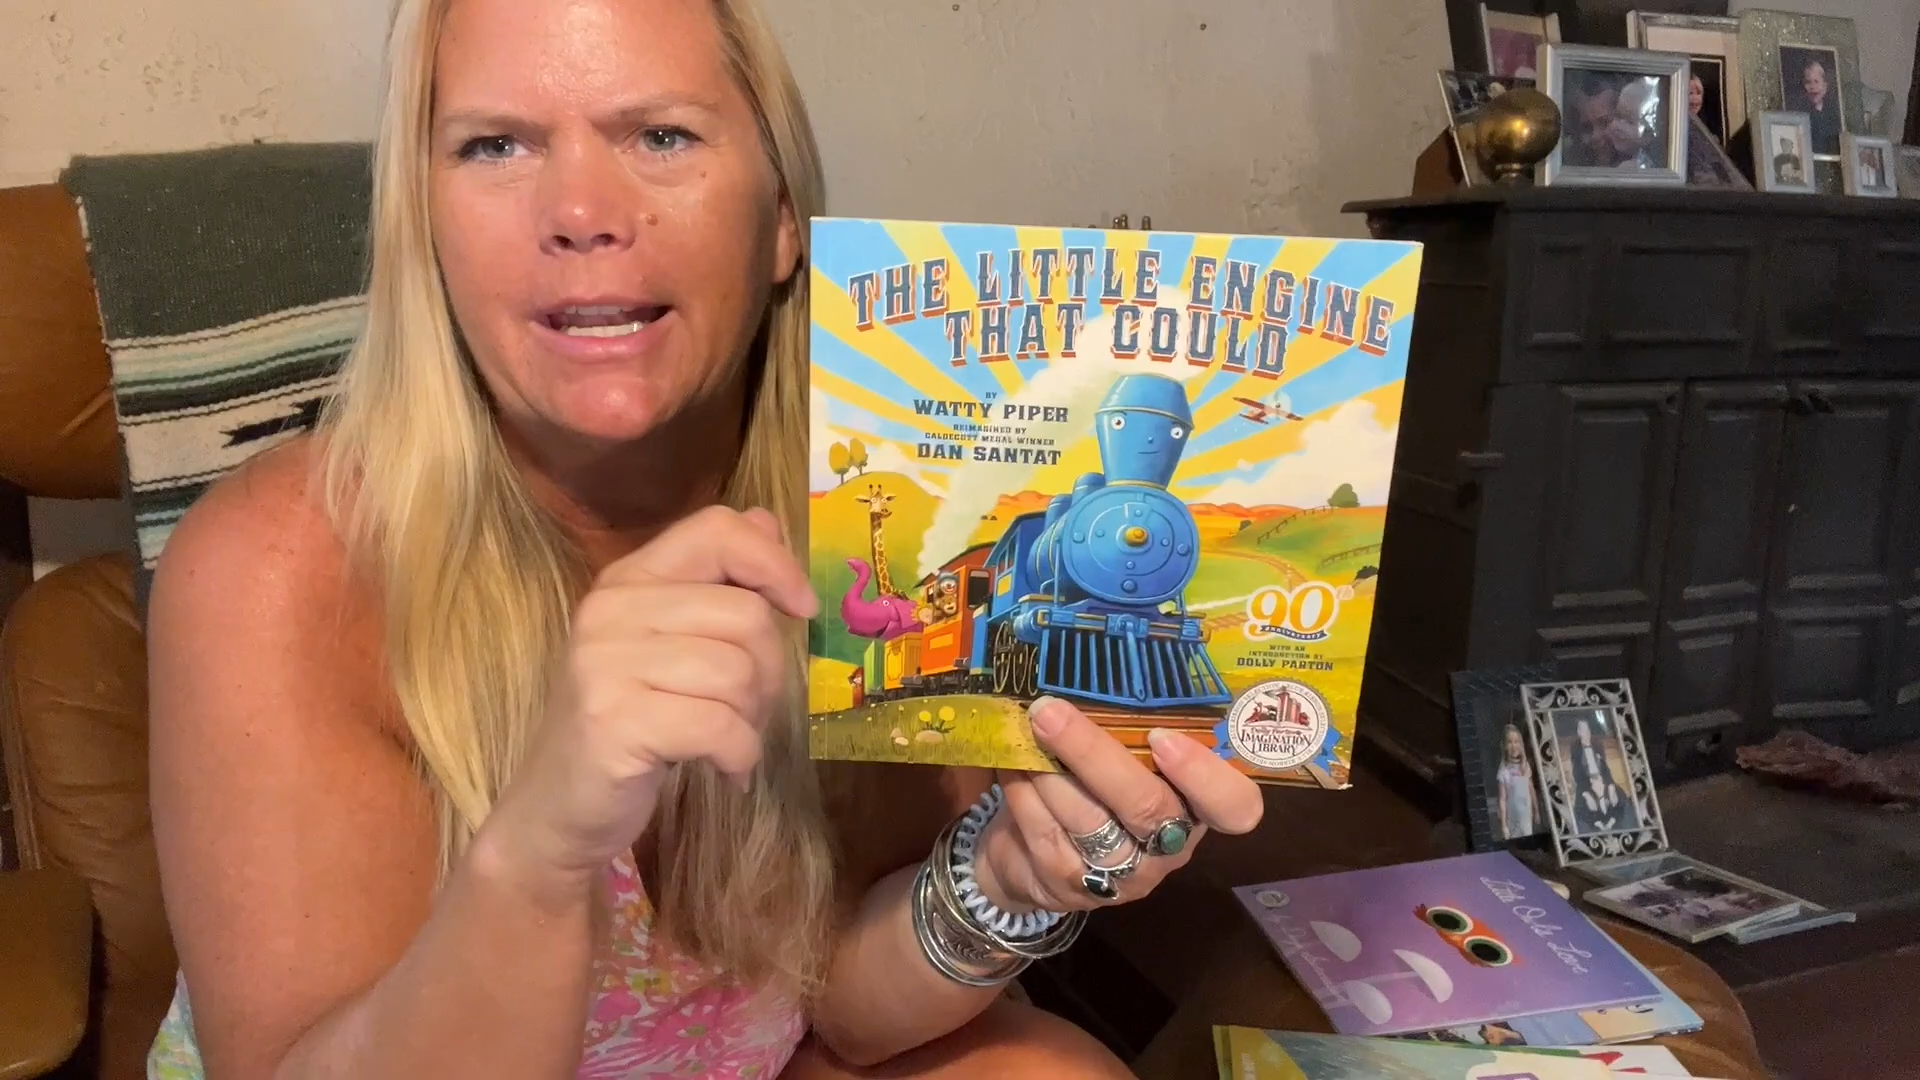 THE LITTLE ENGINE
THAT COULD
BY
WATTY PIPER
REIMAGINED BY
CALDECOTT MEDAL WINNER
DAN SANTAT
90th
ANNIVERSARY
WITH AN
INTRODUCTION BY
DOLLY PARTON
Dolly Parton's
IMAGINATION
LIBRARY